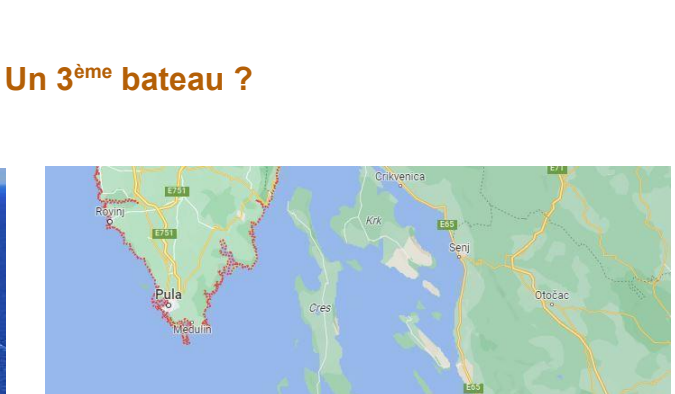 Un 3ème bateau ?
Crikvenica
E71
E751
Rovinj
Krk
E65
E751
Senj
Pula
Otočac
Cres
Medulin
E65